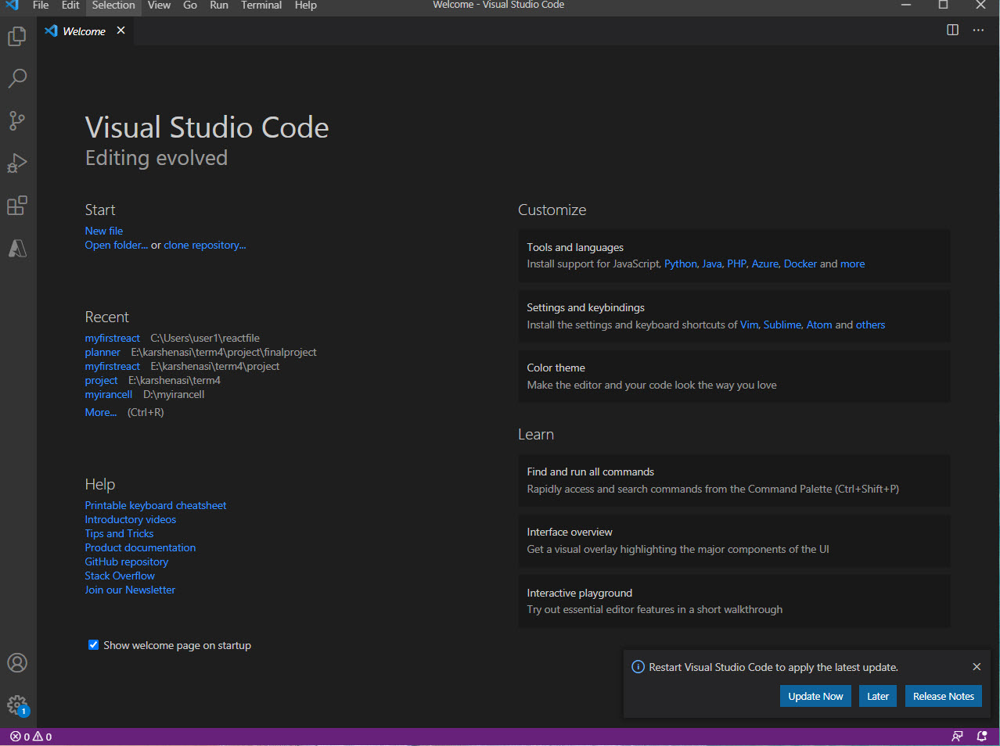 File Edit Selection View Go Run Terminal Help Welcome - Visual Studio Code
Welcome
Visual Studio Code
Editing evolved
Start
New file
Open folder... or clone repository...
Recent
myfirstreact C:\Users\user1\reactfile
planner E:\karshenasi\term4\project\finalproject
myfirstreact E:\karshenasi\term4\project
project E:\karshenasi\term4
myirancell D:\myirancell
More... (Ctrl+R)
Help
Printable keyboard cheatsheet
Introductory videos
Tips and Tricks
Product documentation
GitHub repository
Stack Overflow
Join our Newsletter
Show welcome page on startup
Customize
Tools and languages
Install support for JavaScript, Python, Java, PHP, Azure, Docker and more
Settings and keybindings
Install the settings and keyboard shortcuts of Vim, Sublime, Atom and others
Color theme
Make the editor and your code look the way you love
Learn
Find and run all commands
Rapidly access and search commands from the Command Palette (Ctrl+Shift+P)
Interface overview
Get a visual overlay highlighting the major components of the UI
Interactive playground
Try out essential editor features in a short walkthrough
Restart Visual Studio Code to apply the latest update.
Update Now Later Release Notes
1
0 0